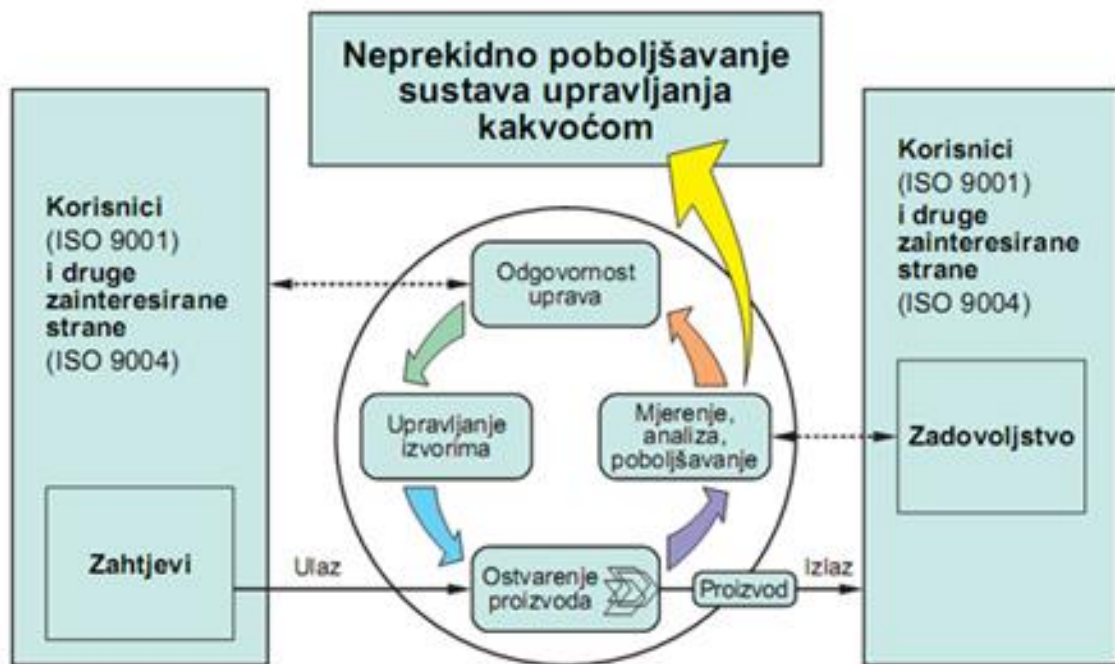 Neprekidno poboljšavanje
sustava upravljanja
kakvoćom
Korisnici
(ISO 9001)
i druge
zainteresirane
strane
(ISO 9004)
Zahtjevi
Ulaz
Odgovornost
uprava
Upravljanje
izvorima
Mjerenje,
analiza,
poboljšavanje
Ostvarenje
proizvoda
Proizvod
Izlaz
Korisnici
(ISO 9001)
i druge
zainteresirane
strane
(ISO 9004)
Zadovoljstvo